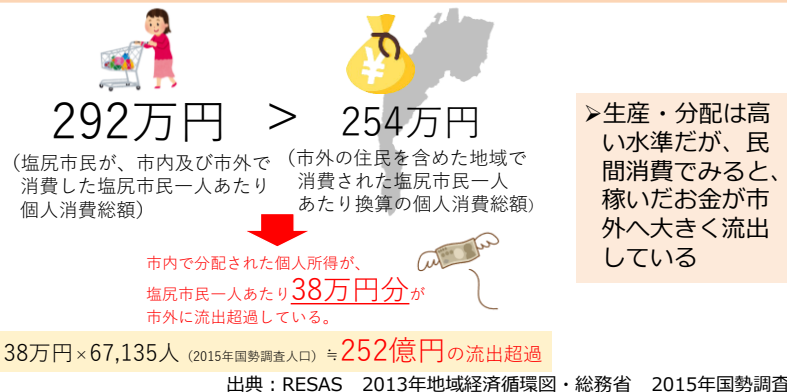 292万円 > 254万円
(塩尻市民が、市内及び市外で
消費した塩尻市民一人あたり
個人消費総額)
(市外の住民を含めた地域で
消費された塩尻市民一人
あたり換算の個人消費総額)
市内で分配された個人所得が、
塩尻市民一人あたり38万円分が
市外に流出超過している。
38万円×67,135人 (2015年国勢調査人口) ≒252億円の流出超過
➢生産・分配は高
い水準だが、民
間消費でみると、
稼いだお金が市
外へ大きく流出
している
出典：RESAS 2013年地域経済循環図・総務省 2015年国勢調査